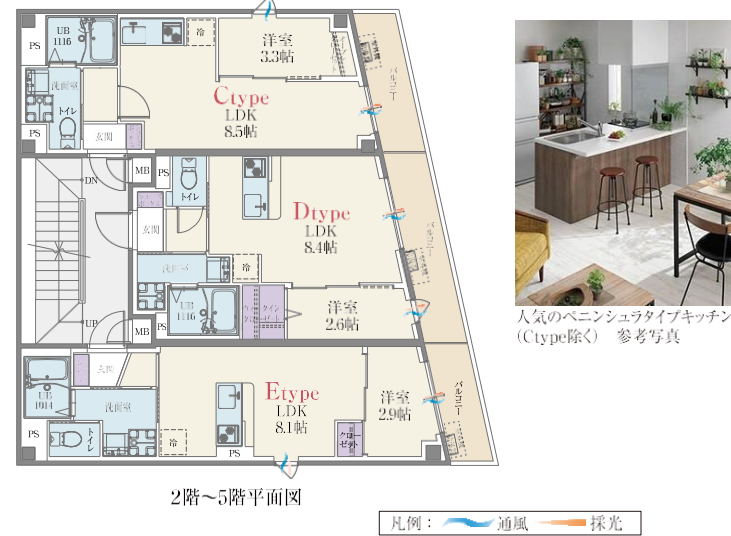 UB
1116
冷
洋室
3.3帖
PS
洗面室
トイレ
Ctype
LDK
8.5帖
バルコニー
PS
玄関
MB
PS
DN
トイレ
Dtype
LDK
8.4帖
玄関
バルコニー
洗面室
冷
UB
1116
洋室
2.6帖
UP
MB
PS
玄関
UB
1014
洗面室
Etype
LDK
8.1帖
洋室
2.9帖
バルコニー
PS
トイレ
冷
PS
クロー
ゼット
2階～5階平面図
人気のペニンシュラタイプキッチン
(Ctype除く) 参考写真
凡例： 通風 採光